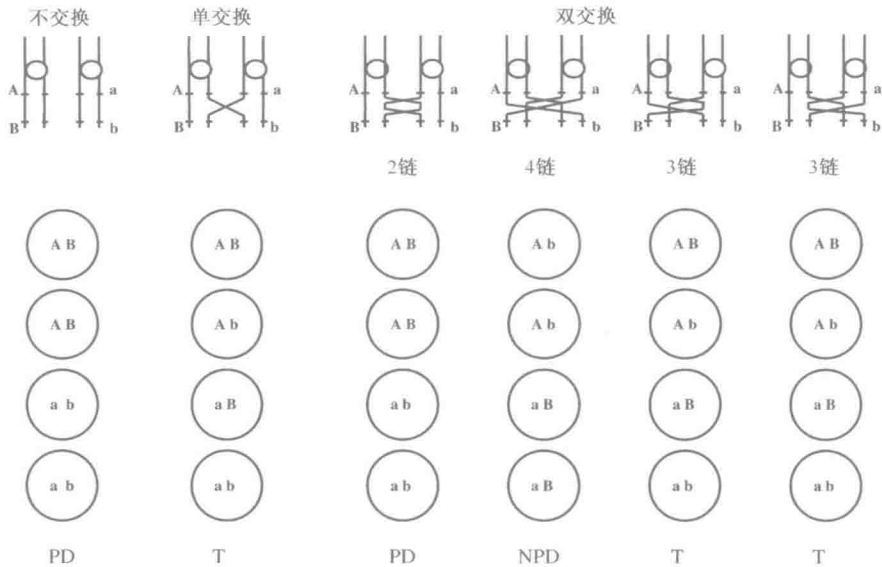 不交换 单交换 双交换
A a A a A a A a A a A a
B b B b B b B b B b B b
2链 4链 3链 3链
A B A B A B A b A B A B
A B A b A B A b A b A b
a b a B a b a B a B a B
a b a b a b a B a b a b
PD T PD NPD T T